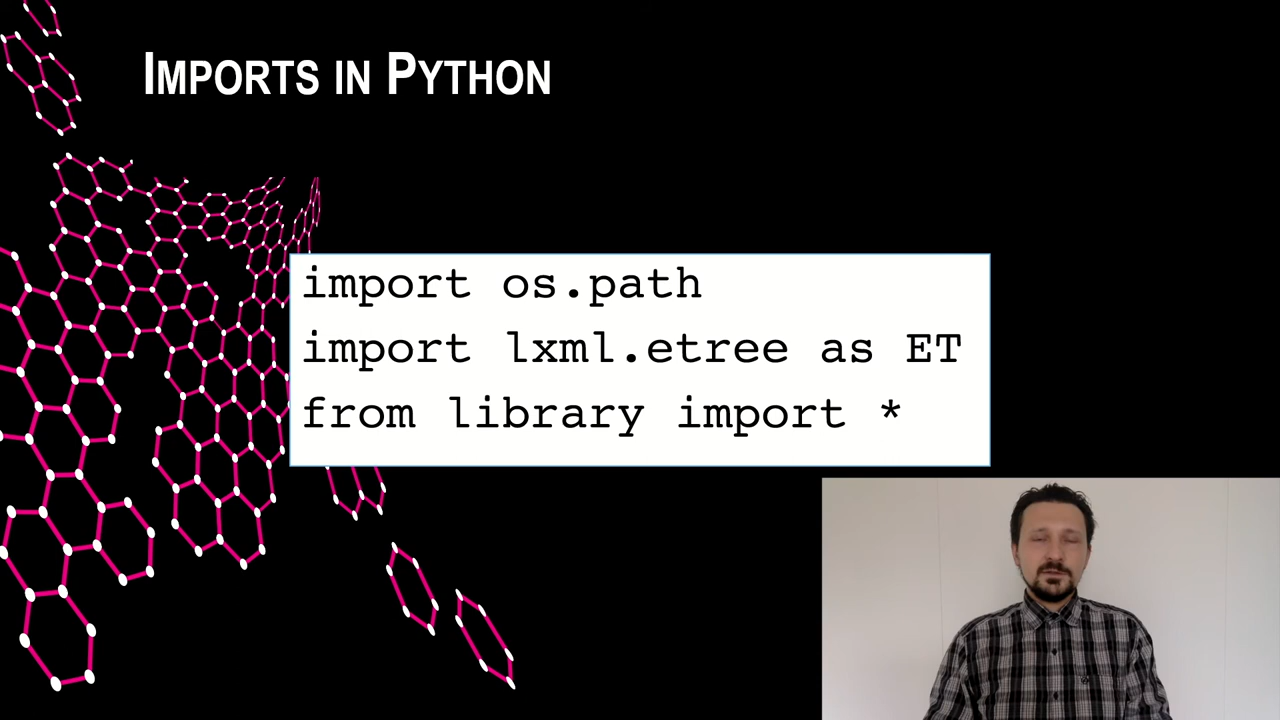 IMPORTS IN PYTHON
import os.path
import lxml.etree as ET
from library import *